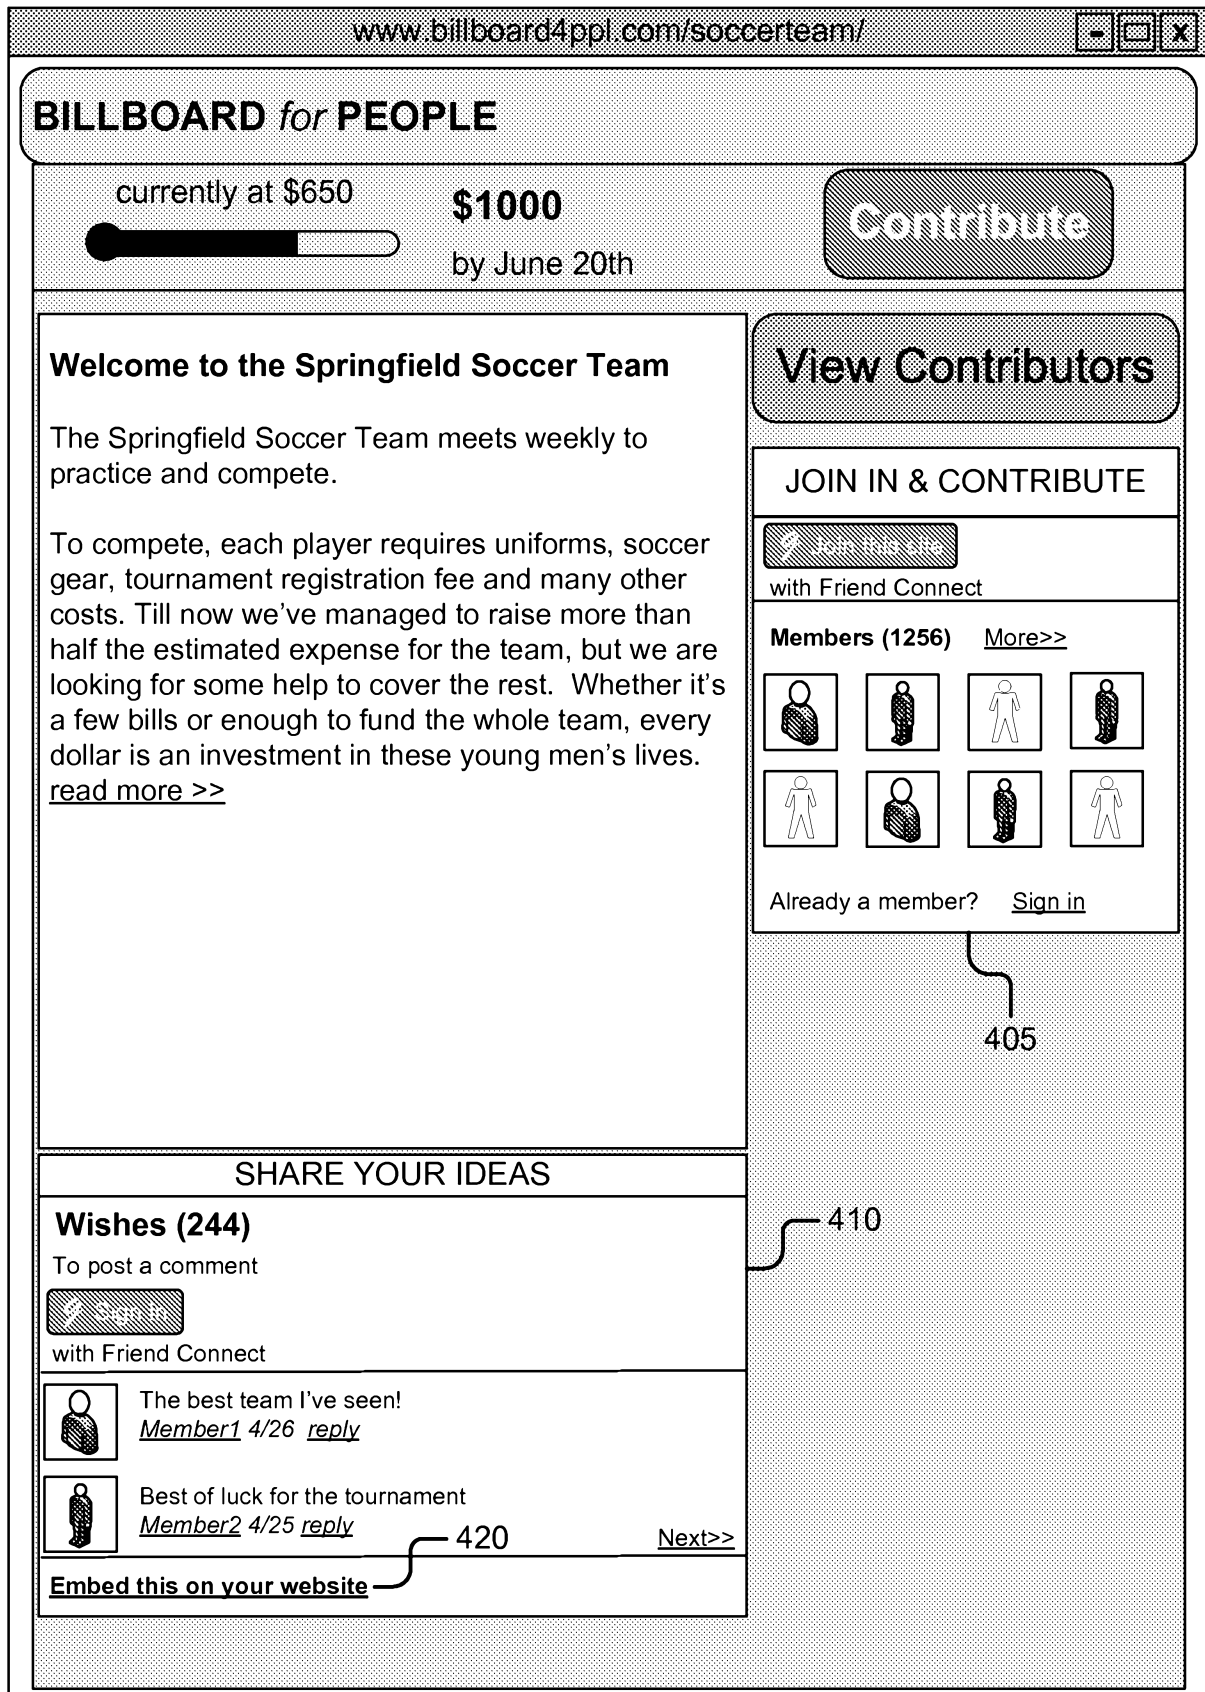 www.billboard4ppl.com/soccerteam/
BILLBOARD for PEOPLE
currently at $650
$1000
by June 20th
Contribute
Welcome to the Springfield Soccer Team
The Springfield Soccer Team meets weekly to
practice and compete.
To compete, each player requires uniforms, soccer
gear, tournament registration fee and many other
costs. Till now we've managed to raise more than
half the estimated expense for the team, but we are
looking for some help to cover the rest.  Whether it's
a few bills or enough to fund the whole team, every
dollar is an investment in these young men's lives.
read more >>
View Contributors
JOIN IN & CONTRIBUTE
Join this site
with Friend Connect
Members (1256) More>>
Already a member? Sign in
405
SHARE YOUR IDEAS
Wishes (244)
To post a comment
Sign in
with Friend Connect
410
The best team I've seen!
Member1 4/26 reply
Best of luck for the tournament
Member2 4/25 reply
420
Next>>
Embed this on your website